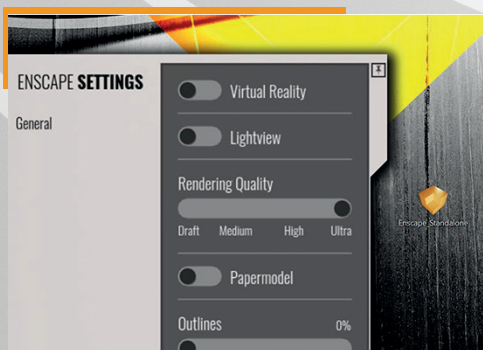 ENSCAPE SETTINGS
General
Virtual Reality
Lightview
Rendering Quality
Draft Medium High Ultra
Papermodel
Outlines 0%
Enscape Standalone